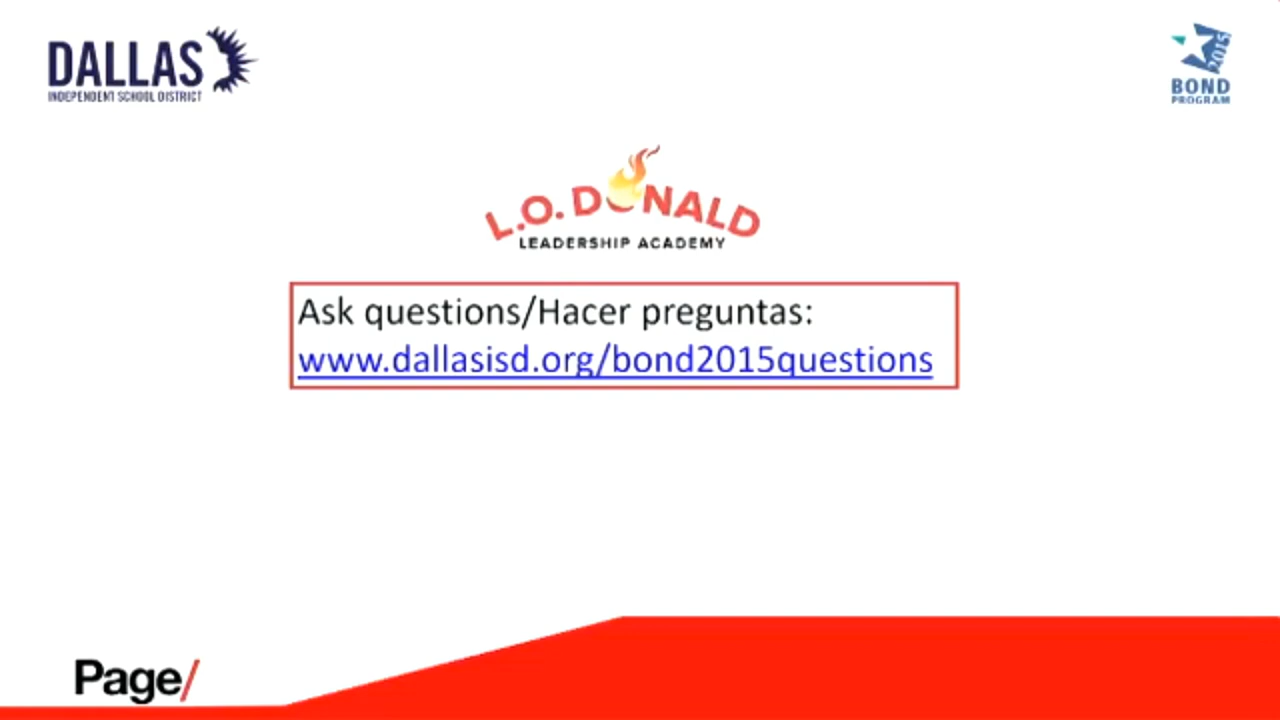 DALLAS
INDEPENDENT SCHOOL DISTRICT
2015
BOND
PROGRAM
L.O. DONALD
LEADERSHIP ACADEMY
Ask questions/Hacer preguntas:
www.dallasisd.org/bond2015questions
Page/